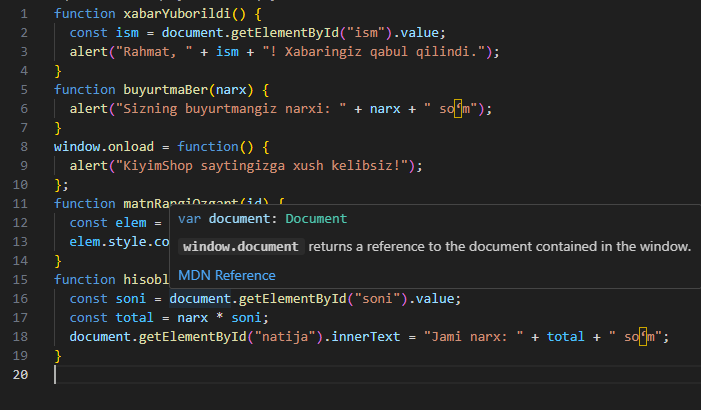 1 function xabarYuborildi() {
2 const ism = document.getElementById("ism").value;
3 alert("Rahmat, " + ism + "! Xabaringiz qabul qilindi.");
4 }
5 function buyurtmaBer(narx) {
6 alert("Sizning buyurtmangiz narxi: " + narx + " so‘m");
7 }
8 window.onload = function() {
9 alert("KiyimShop saytingizga xush kelibsiz!");
10 };
11 function matnRangiOzgart(id) {
12 const elem =
13 elem.style.co
14 }
15 function hisobl
16 const soni = document.getElementById("soni").value;
17 const total = narx * soni;
18 document.getElementById("natija").innerText = "Jami narx: " + total + " so‘m";
19 }
20
var document: Document
window.document returns a reference to the document contained in the window.
MDN Reference